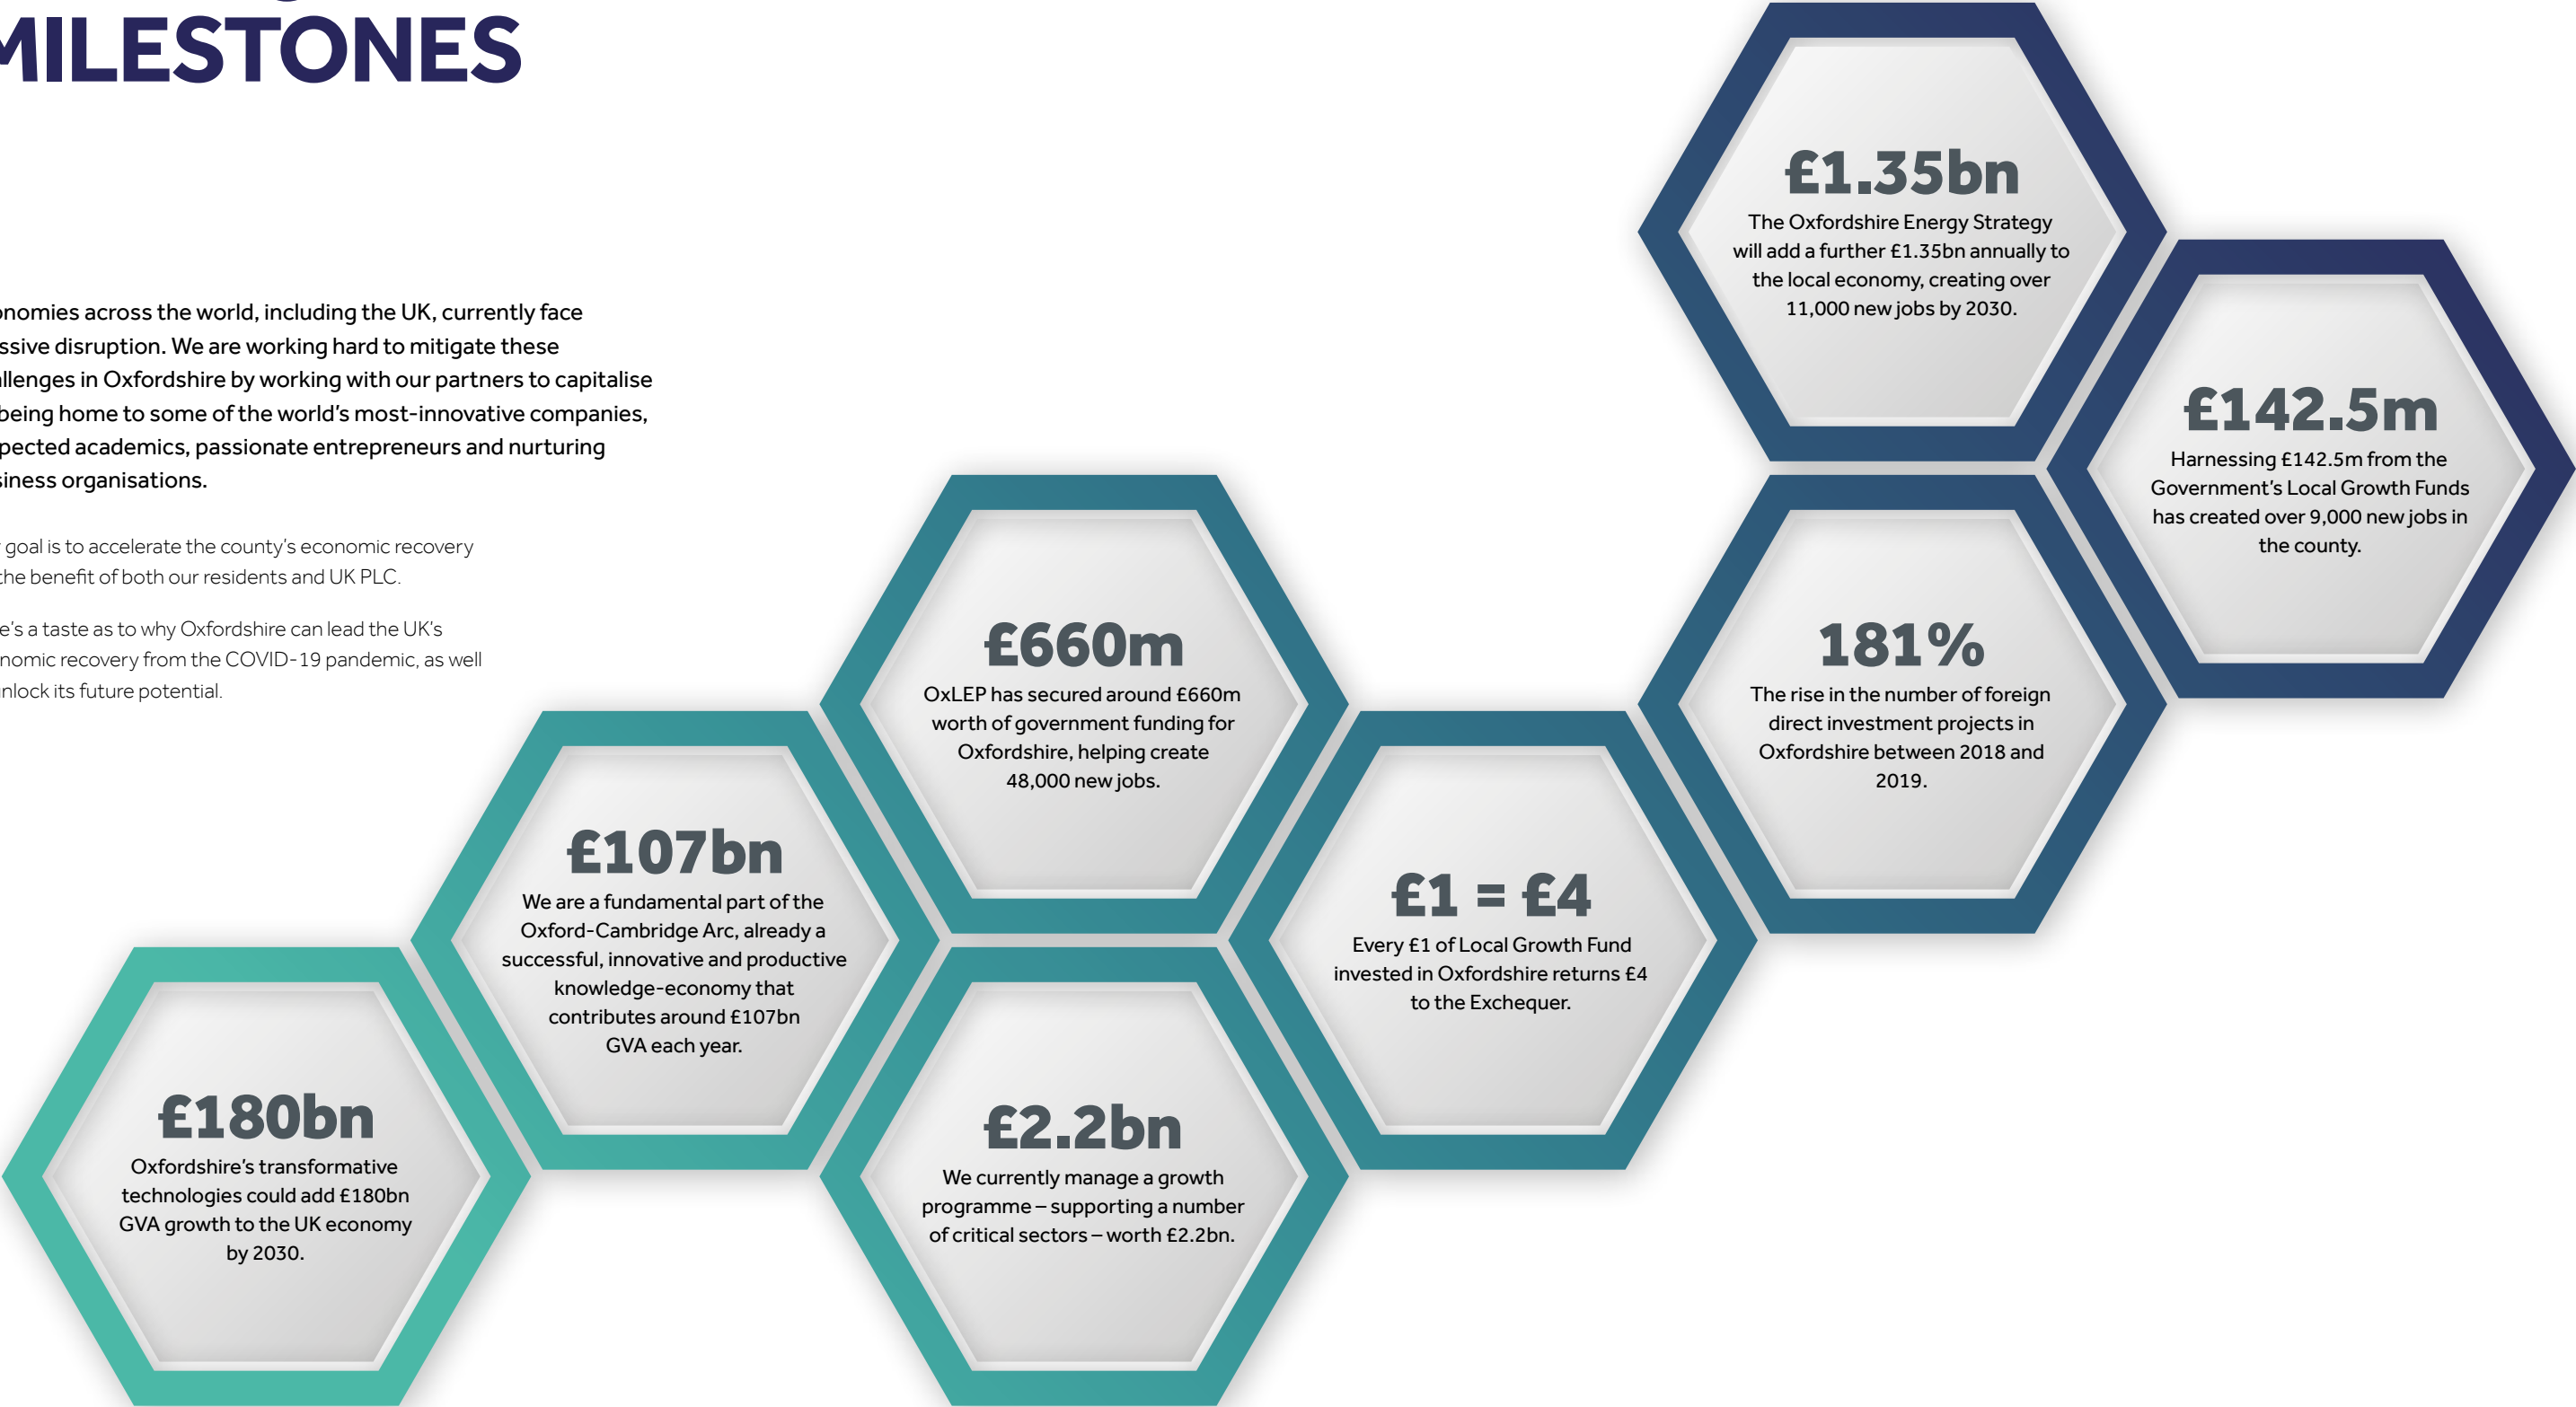 MILESTONES
onomies across the world, including the UK, currently face
ssive disruption. We are working hard to mitigate these
allenges in Oxfordshire by working with our partners to capitalise
being home to some of the world's most-innovative companies,
pected academics, passionate entrepreneurs and nurturing
siness organisations.
goal is to accelerate the county's economic recovery
the benefit of both our residents and UK PLC.
e's a taste as to why Oxfordshire can lead the UK's
nomic recovery from the COVID-19 pandemic, as well
nlock its future potential.
£180bn
Oxfordshire's transformative
technologies could add £180bn
GVA growth to the UK economy
by 2030.
£107bn
We are a fundamental part of the
Oxford-Cambridge Arc, already a
successful, innovative and productive
knowledge-economy that
contributes around £107bn
GVA each year.
£660m
OxLEP has secured around £660m
worth of government funding for
Oxfordshire, helping create
48,000 new jobs.
£2.2bn
We currently manage a growth
programme – supporting a number
of critical sectors – worth £2.2bn.
£1 = £4
Every £1 of Local Growth Fund
invested in Oxfordshire returns £4
to the Exchequer.
£1.35bn
The Oxfordshire Energy Strategy
will add a further £1.35bn annually to
the local economy, creating over
11,000 new jobs by 2030.
181%
The rise in the number of foreign
direct investment projects in
Oxfordshire between 2018 and
2019.
£142.5m
Harnessing £142.5m from the
Government's Local Growth Funds
has created over 9,000 new jobs in
the county.